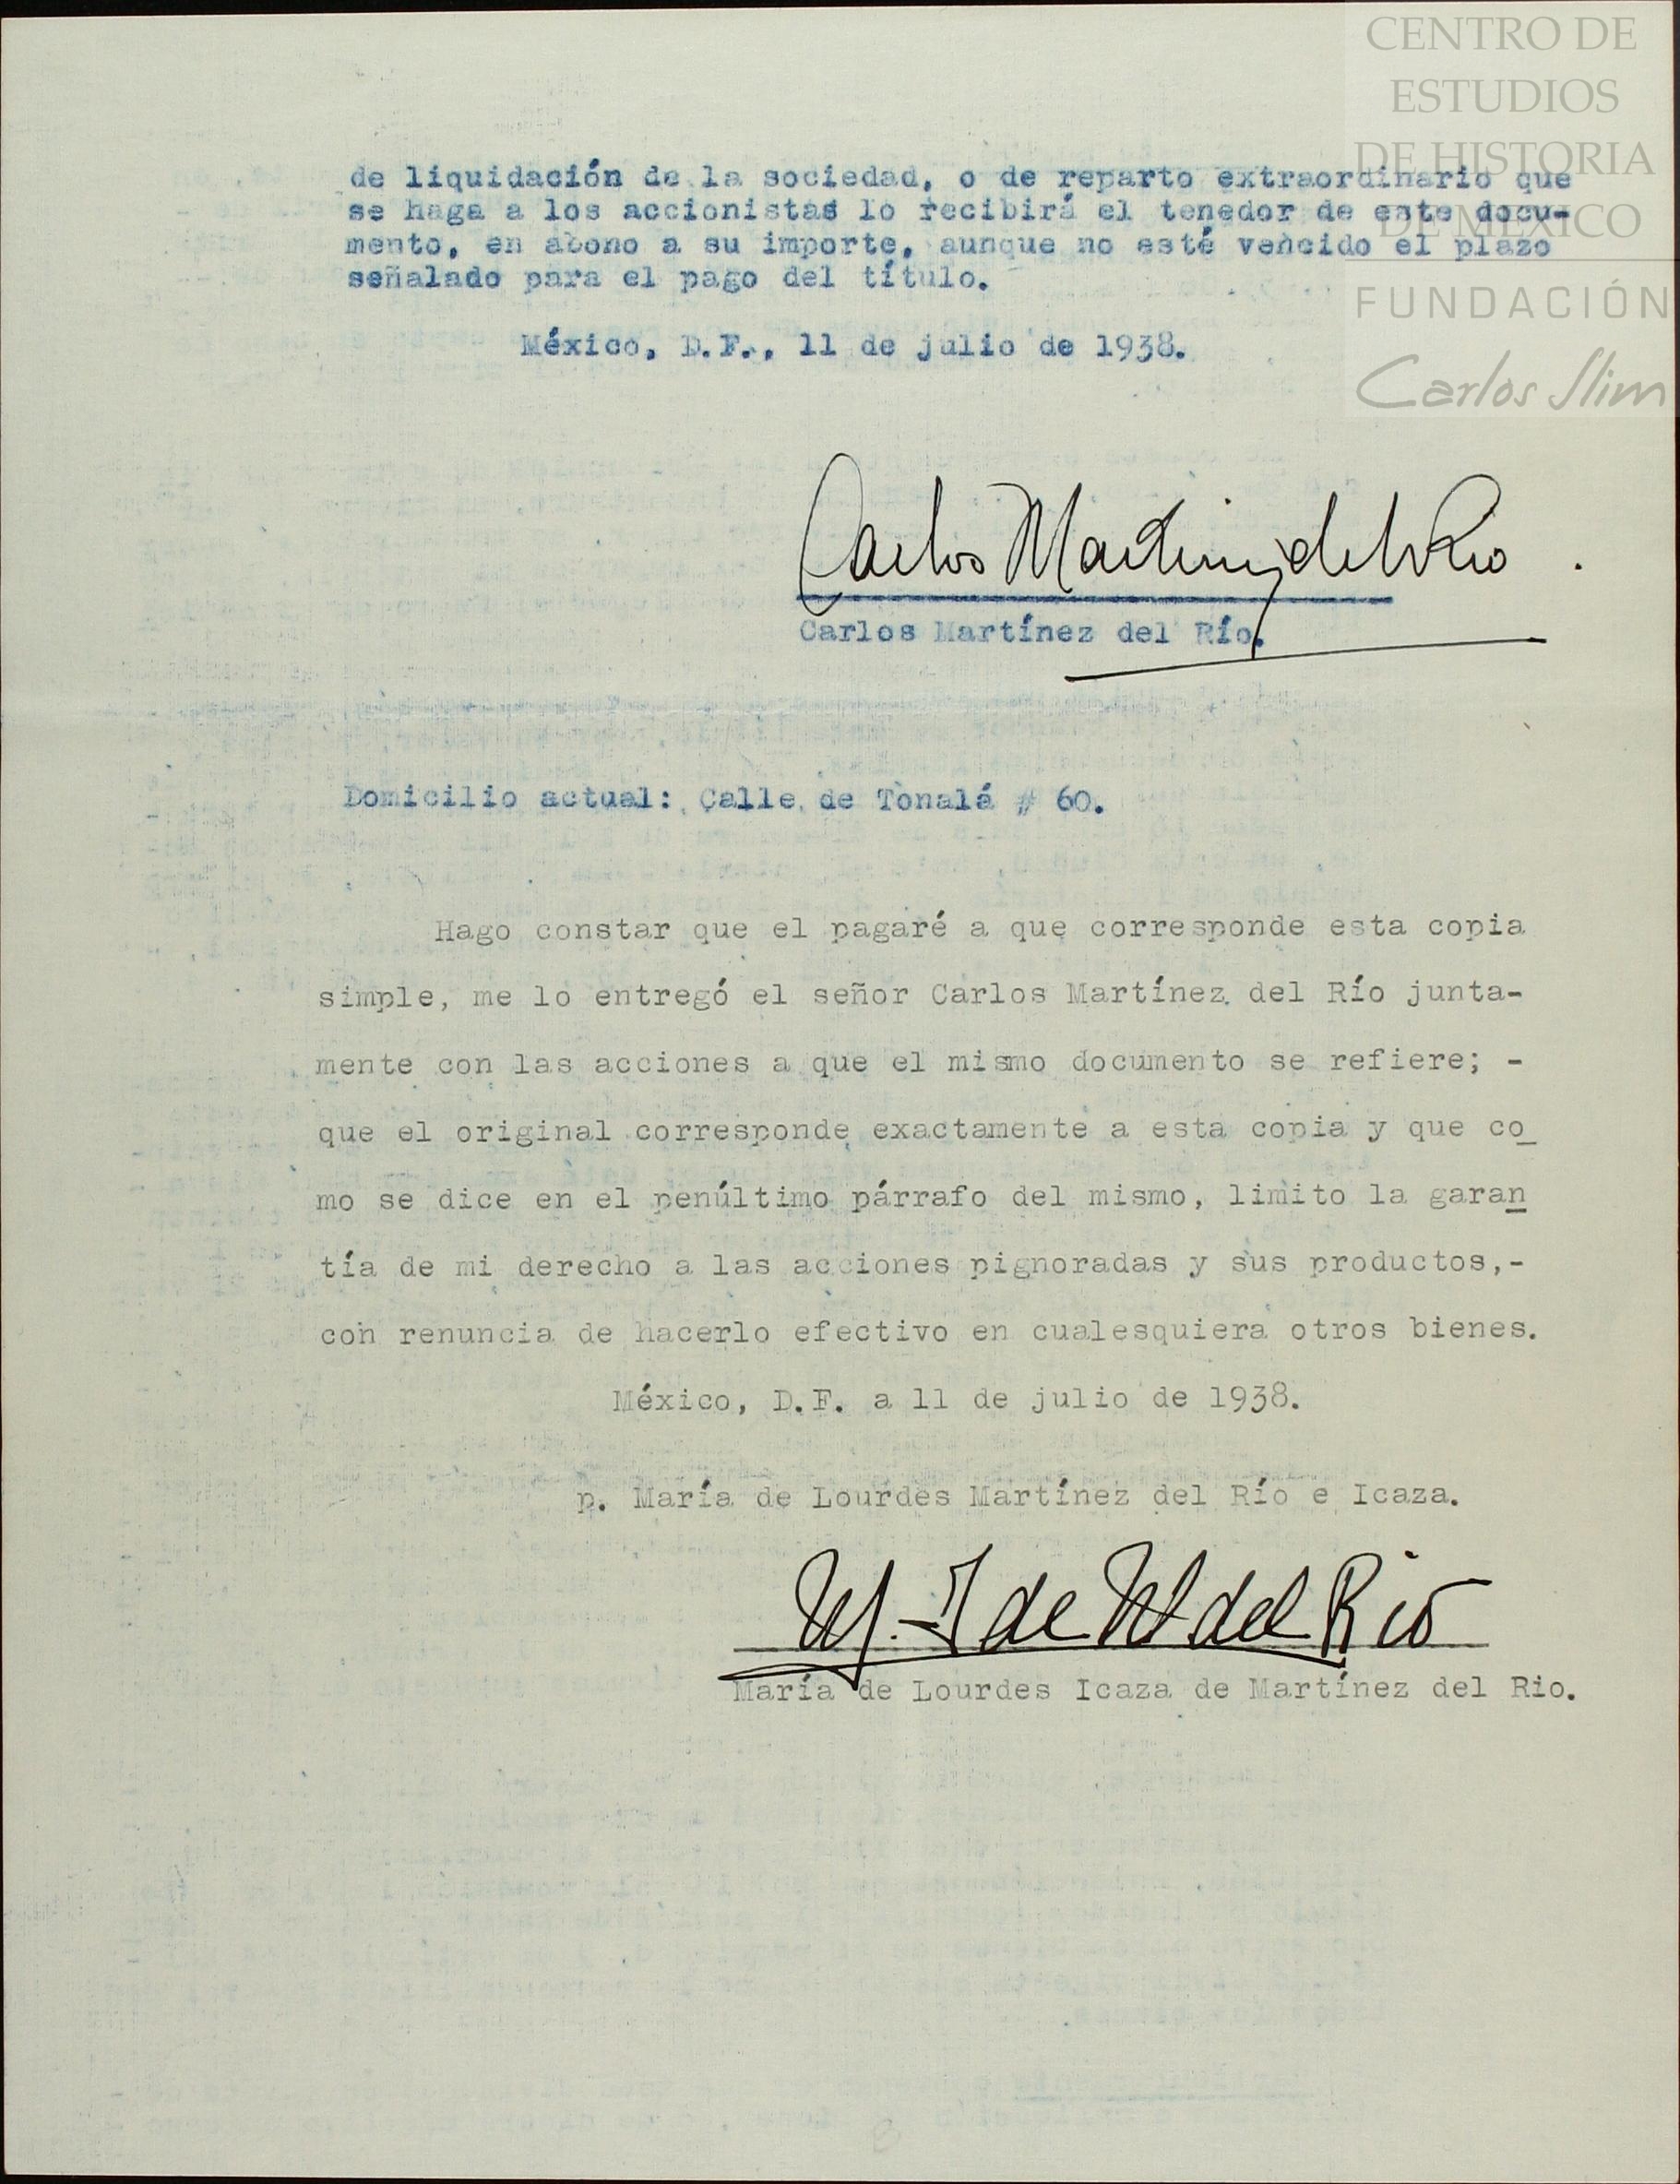 CENTRO DE
ESTUDIOS
DE HISTORIA
DE MÉXICO
FUNDACIÓN
Carlos Slim
de liquidación de la sociedad, o de reparto extraordinario que
se haga a los accionistas lo recibirá el tenedor de este docu-
mento, en abono a su importe, aunque no esté vencido el plazo
señalado para el pago del título.
México, D.F., 11 de julio de 1938.
Carlos Martinez del Rio
Carlos Martínez del Río.
Domicilio actual: Calle de Tonalá # 60.
Hago constar que el pagaré a que corresponde esta copia
simple, me lo entregó el señor Carlos Martínez del Río junta-
mente con las acciones a que el mismo documento se refiere; -
que el original corresponde exactamente a esta copia y que co
mo se dice en el penúltimo párrafo del mismo, limito la garan
tía de mi derecho a las acciones pignoradas y sus productos,-
con renuncia de hacerlo efectivo en cualesquiera otros bienes.
México, D.F. a 11 de julio de 1938.
p. María de Lourdes Martínez del Río e Icaza.
M. I de M del Rio
María de Lourdes Icaza de Martínez del Rio.